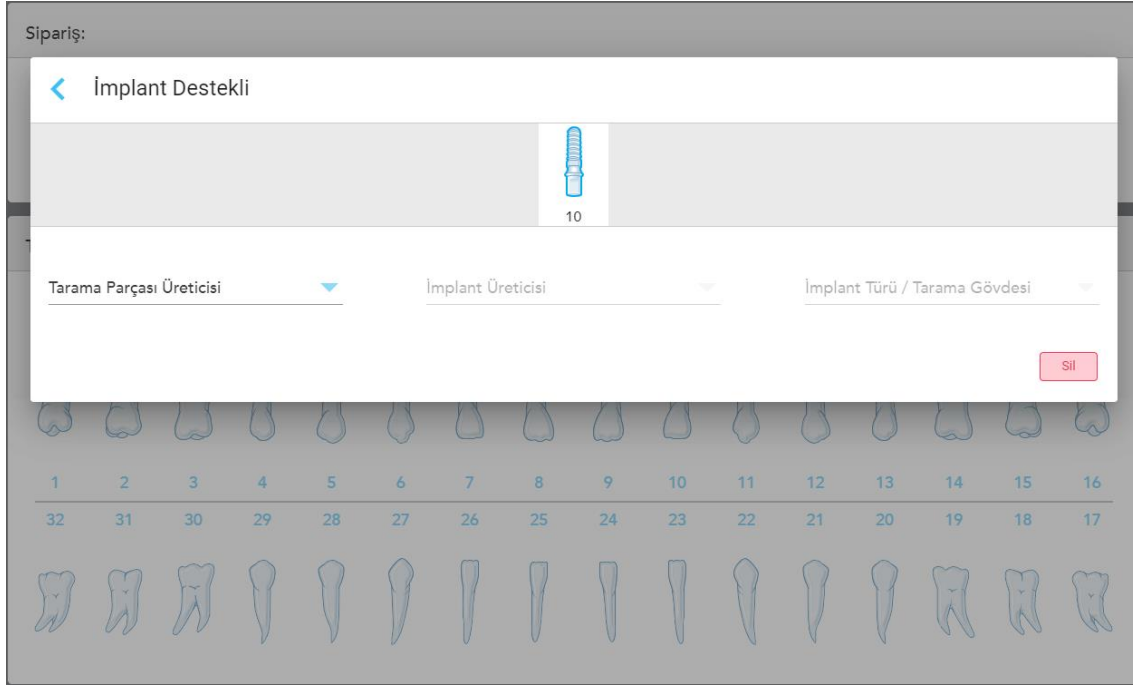 Sipariş:
İmplant Destekli
10
Tarama Parçası Üreticisi
İmplant Üreticisi
İmplant Türü / Tarama Gövdesi
Sil
1 2 3 4 5 6 7 8 9 10 11 12 13 14 15 16
32 31 30 29 28 27 26 25 24 23 22 21 20 19 18 17